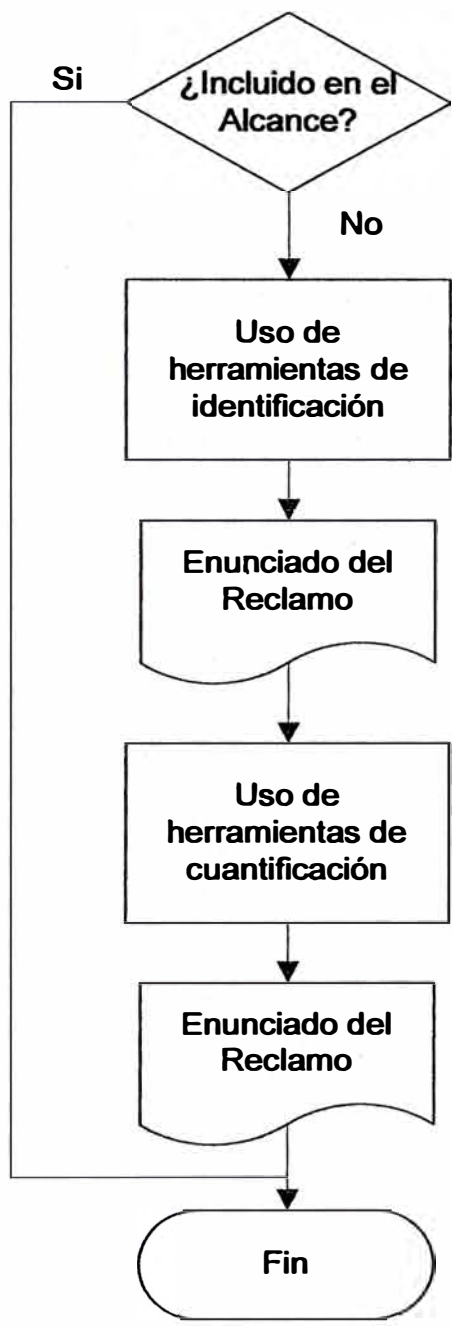 ¿Incluido en el
Alcance?
Si
No
Uso de
herramientas de
identificación
Enunciado del
Reclamo
Uso de
herramientas de
cuantificación
Enunciado del
Reclamo
Fin